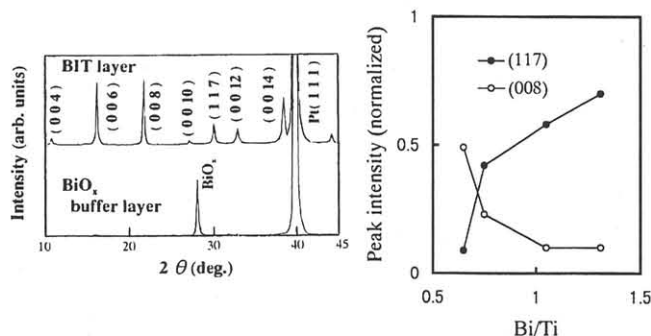 BIT layer
(0 0 4)
(0 0 6)
(0 0 8)
(0 0 10)
(1 1 7)
(0 0 12)
(0 0 14)
Pt(1 1 1)
BiOₓ
buffer layer
BiOₓ
Intensity (arb. units)
10 20 30 40 45
2 θ (deg.)
1
(117)
(008)
0.5
0
Peak intensity (normalized)
0.5 1 1.5
Bi/Ti